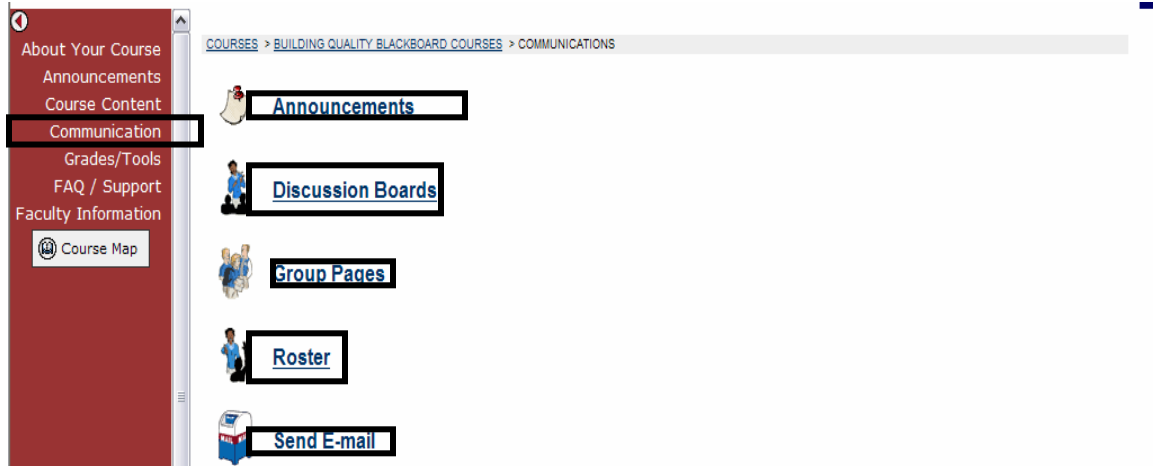 About Your Course
Announcements
Course Content
Communication
Grades/Tools
FAQ / Support
Faculty Information
Course Map
COURSES > BUILDING QUALITY BLACKBOARD COURSES > COMMUNICATIONS
Announcements
Discussion Boards
Group Pages
Roster
Send E-mail